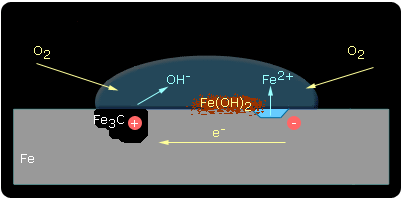 O₂ O₂
OH⁻ Fe²⁺
Fe(OH)₂
Fe₃C + -
e⁻
Fe